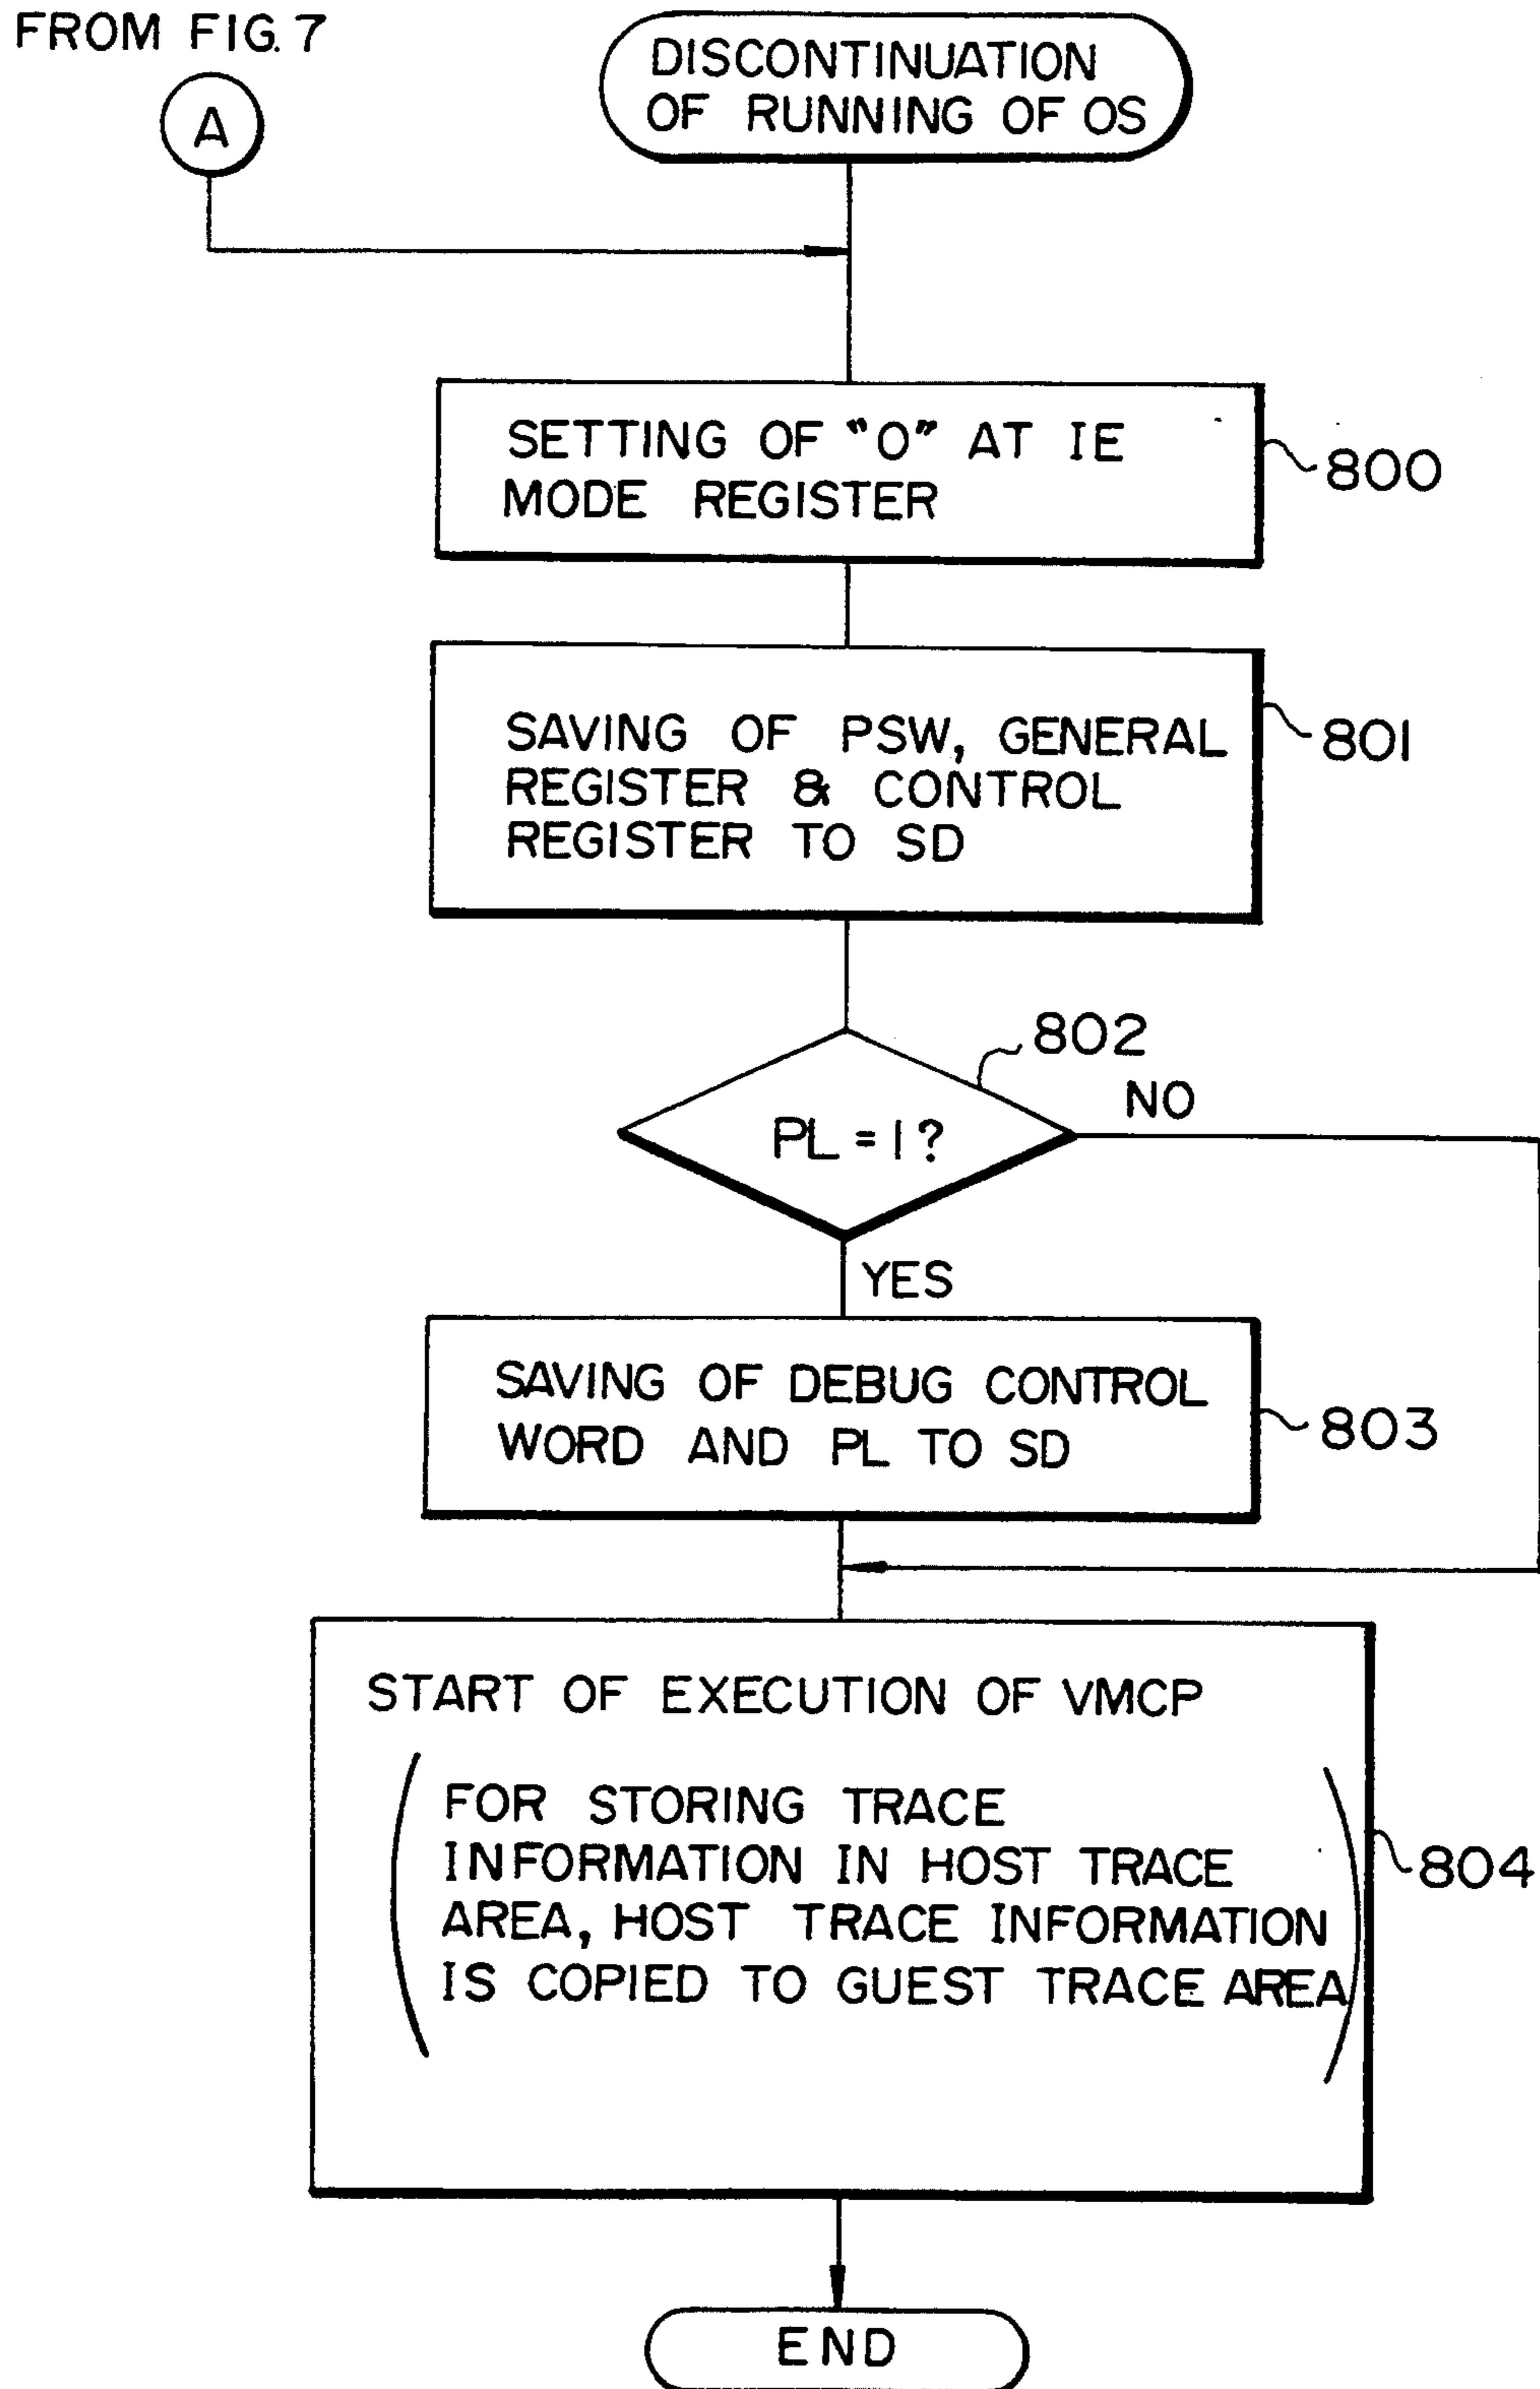 FROM FIG. 7
A
DISCONTINUATION
OF RUNNING OF OS
SETTING OF "0" AT IE
MODE REGISTER
800
SAVING OF PSW, GENERAL
REGISTER & CONTROL
REGISTER TO SD
801
802
PL = 1 ?
NO
YES
SAVING OF DEBUG CONTROL
WORD AND PL TO SD
803
START OF EXECUTION OF VMCP
( FOR STORING TRACE
INFORMATION IN HOST TRACE
AREA, HOST TRACE INFORMATION
IS COPIED TO GUEST TRACE AREA )
804
END